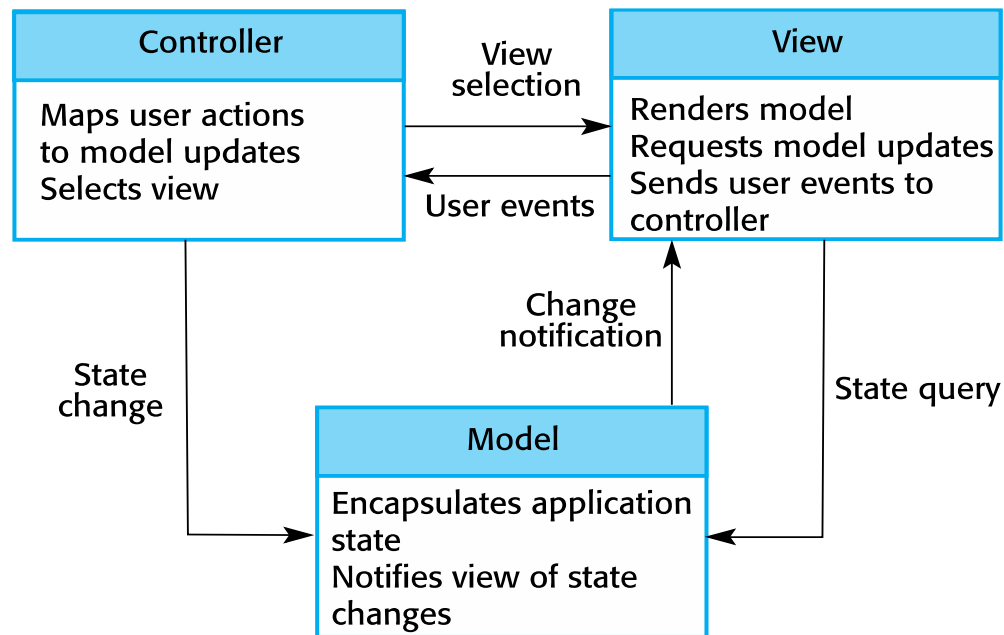 Controller
Maps user actions
to model updates
Selects view
View
selection
User events
View
Renders model
Requests model updates
Sends user events to
controller
State
change
Change
notification
State query
Model
Encapsulates application
state
Notifies view of state
changes